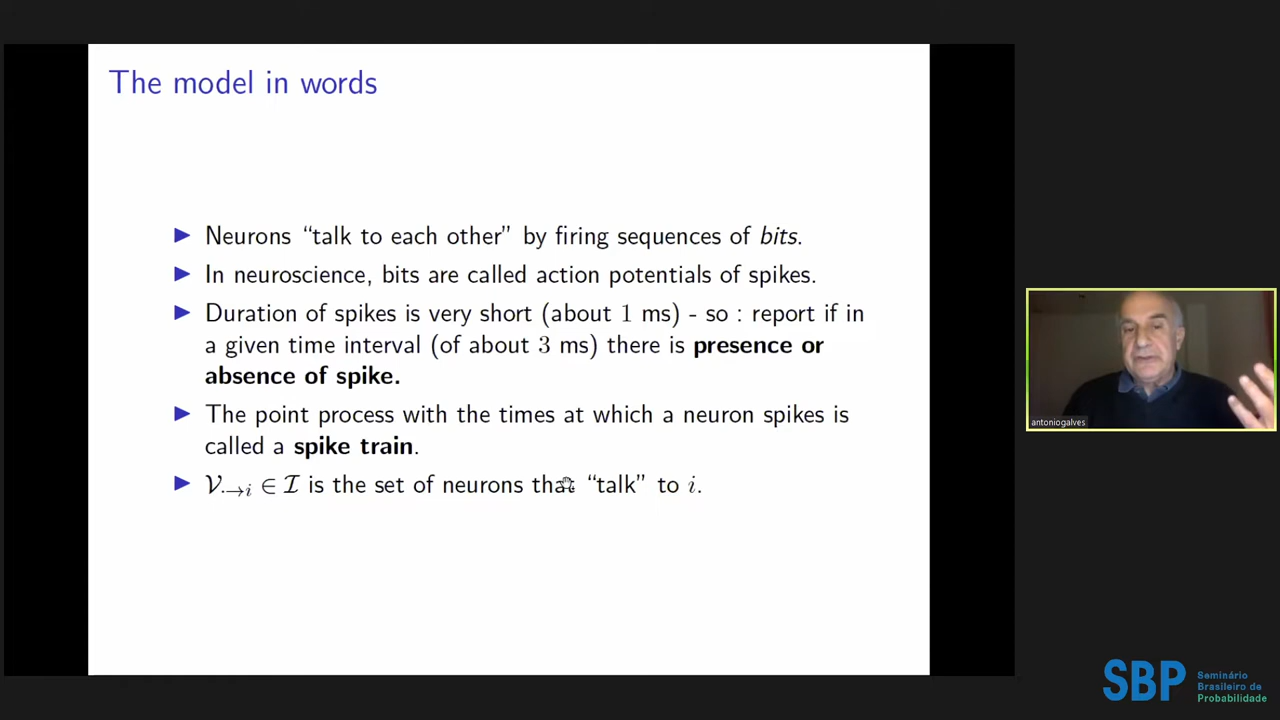 The model in words
▶ Neurons “talk to each other” by firing sequences of bits.
▶ In neuroscience, bits are called action potentials of spikes.
▶ Duration of spikes is very short (about 1 ms) - so : report if in
a given time interval (of about 3 ms) there is presence or
absence of spike.
▶ The point process with the times at which a neuron spikes is
called a spike train.
▶ 𝒱·→i ∈ ℐ is the set of neurons that “talk” to i.
antoniogalves
SBP
Seminário
Brasileiro de
Probabilidade